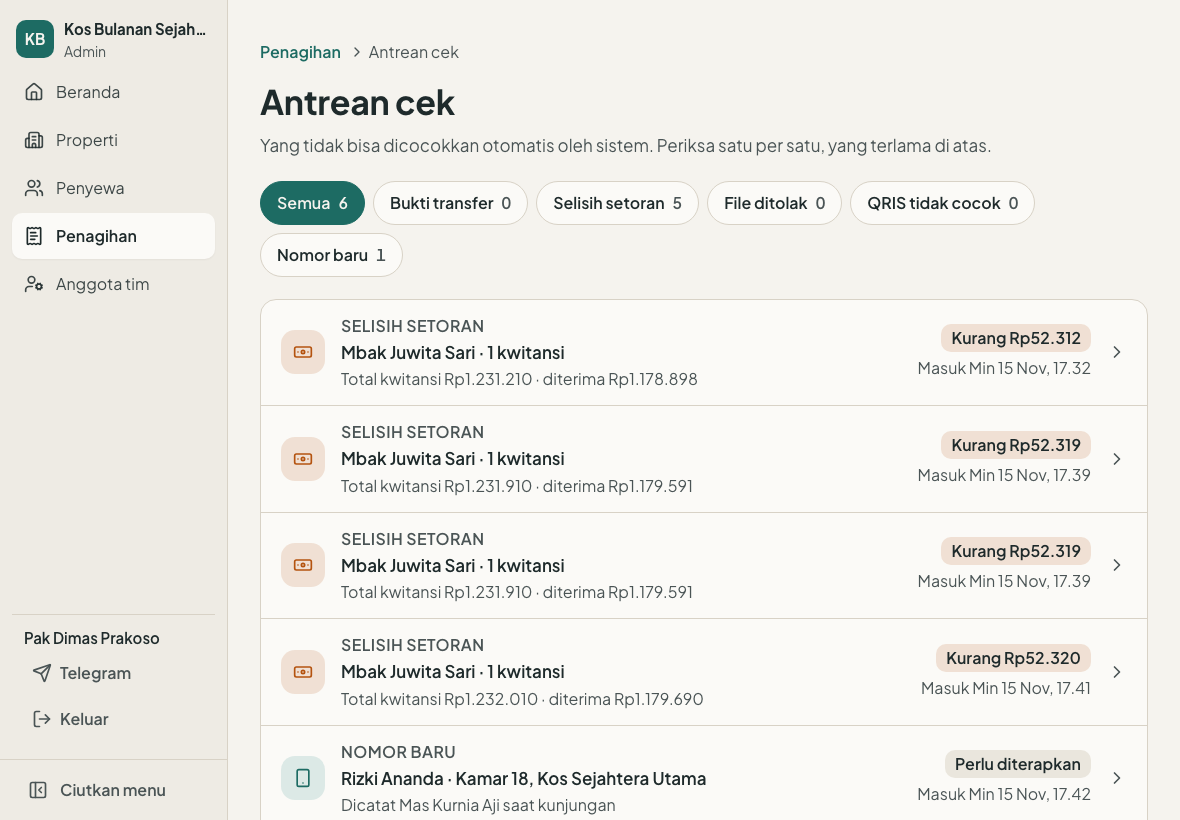 KB
Kos Bulanan Sejah…
Admin
Beranda
Properti
Penyewa
Penagihan
Anggota tim
Pak Dimas Prakoso
Telegram
Keluar
Ciutkan menu
Penagihan > Antrean cek
Antrean cek
Yang tidak bisa dicocokkan otomatis oleh sistem. Periksa satu per satu, yang terlama di atas.
Semua 6
Bukti transfer 0
Selisih setoran 5
File ditolak 0
QRIS tidak cocok 0
Nomor baru 1
SELISIH SETORAN
Mbak Juwita Sari · 1 kwitansi
Total kwitansi Rp1.231.210 · diterima Rp1.178.898
Kurang Rp52.312
Masuk Min 15 Nov, 17.32
SELISIH SETORAN
Mbak Juwita Sari · 1 kwitansi
Total kwitansi Rp1.231.910 · diterima Rp1.179.591
Kurang Rp52.319
Masuk Min 15 Nov, 17.39
SELISIH SETORAN
Mbak Juwita Sari · 1 kwitansi
Total kwitansi Rp1.231.910 · diterima Rp1.179.591
Kurang Rp52.319
Masuk Min 15 Nov, 17.39
SELISIH SETORAN
Mbak Juwita Sari · 1 kwitansi
Total kwitansi Rp1.232.010 · diterima Rp1.179.690
Kurang Rp52.320
Masuk Min 15 Nov, 17.41
NOMOR BARU
Rizki Ananda · Kamar 18, Kos Sejahtera Utama
Dicatat Mas Kurnia Aji saat kunjungan
Perlu diterapkan
Masuk Min 15 Nov, 17.42